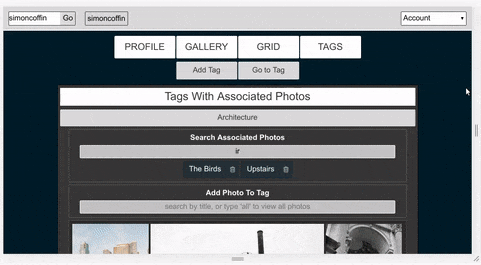 simoncoffin Go simoncoffin Account
PROFILE GALLERY GRID TAGS
Add Tag Go to Tag
Tags With Associated Photos
Architecture
Search Associated Photos
ir
The Birds Upstairs
Add Photo To Tag
search by title, or type 'all' to view all photos